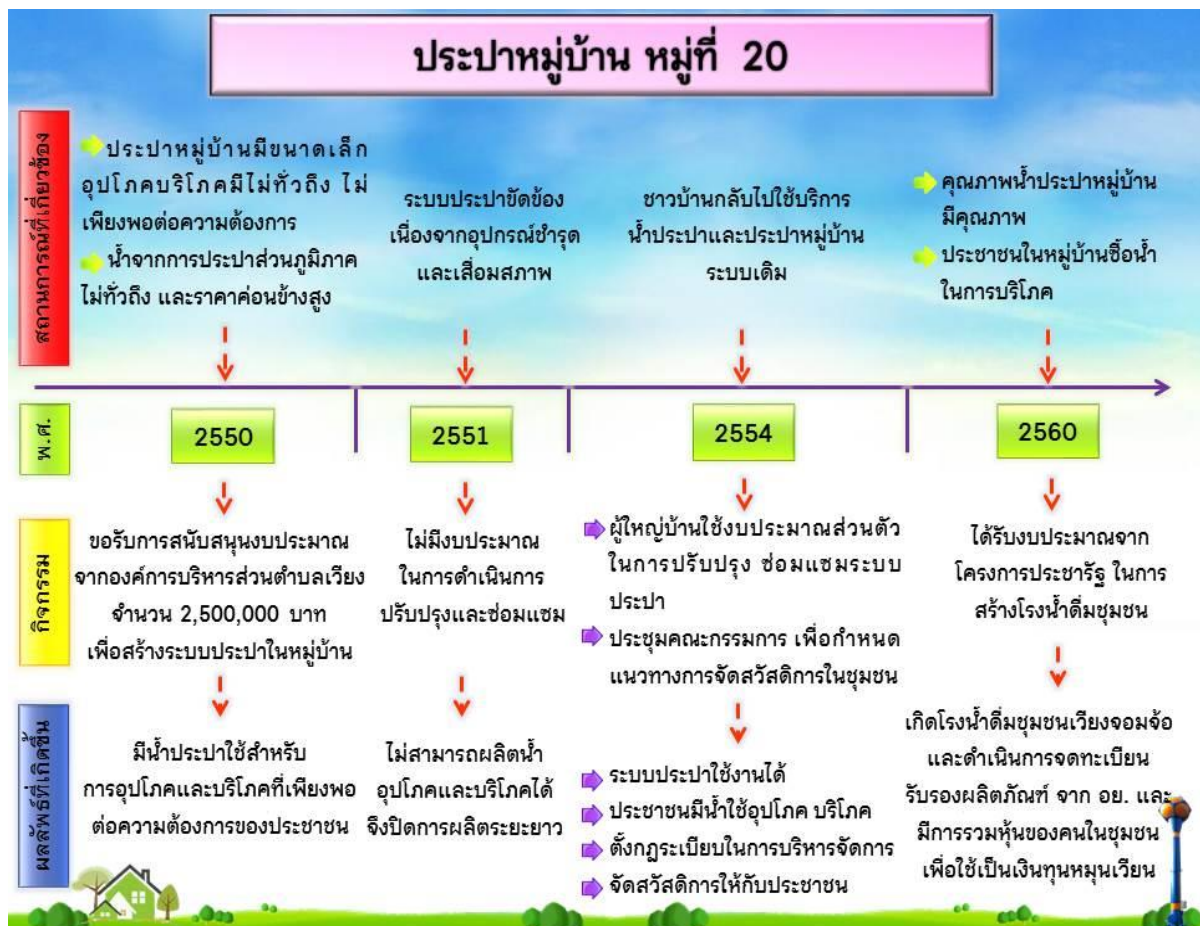 ประปาหมู่บ้าน หมู่ที่ 20
สถานการณ์ที่เกี่ยวข้อง
ประปาหมู่บ้านมีขนาดเล็ก
อุปโภคบริโภคมีไม่ทั่วถึง ไม่
เพียงพอต่อความต้องการ
น้ำจากการประปาส่วนภูมิภาค
ไม่ทั่วถึง และราคาค่อนข้างสูง
ระบบประปาขัดข้อง
เนื่องจากอุปกรณ์ชำรุด
และเสื่อมสภาพ
ชาวบ้านกลับไปใช้บริการ
น้ำประปาและประปาหมู่บ้าน
ระบบเดิม
คุณภาพน้ำประปาหมู่บ้าน
มีคุณภาพ
ประชาชนในหมู่บ้านซื้อน้ำ
ในการบริโภค
พ.ศ.
2550
2551
2554
2560
กิจกรรม
ขอรับการสนับสนุนงบประมาณ
จากองค์การบริหารส่วนตำบลเวียง
จำนวน 2,500,000 บาท
เพื่อสร้างระบบประปาในหมู่บ้าน
ไม่มีงบประมาณ
ในการดำเนินการ
ปรับปรุงและซ่อมแซม
ผู้ใหญ่บ้านใช้งบประมาณส่วนตัว
ในการปรับปรุง ซ่อมแซมระบบ
ประปา
ประชุมคณะกรรมการ เพื่อกำหนด
แนวทางการจัดสวัสดิการในชุมชน
ได้รับงบประมาณจาก
โครงการประชารัฐ ในการ
สร้างโรงน้ำดื่มชุมชน
ผลลัพธ์ที่เกิดขึ้น
มีน้ำประปาใช้สำหรับ
การอุปโภคและบริโภคที่เพียงพอ
ต่อความต้องการของประชาชน
ไม่สามารถผลิตน้ำ
อุปโภคและบริโภคได้
จึงปิดการผลิตระยะยาว
ระบบประปาใช้งานได้
ประชาชนมีน้ำใช้อุปโภค บริโภค
ตั้งกฎระเบียบในการบริหารจัดการ
จัดสวัสดิการให้กับประชาชน
เกิดโรงน้ำดื่มชุมชนเวียงจอมจ้อ
และดำเนินการจดทะเบียน
รับรองผลิตภัณฑ์ จาก อย. และ
มีการรวมหุ้นของคนในชุมชน
เพื่อใช้เป็นเงินทุนหมุนเวียน